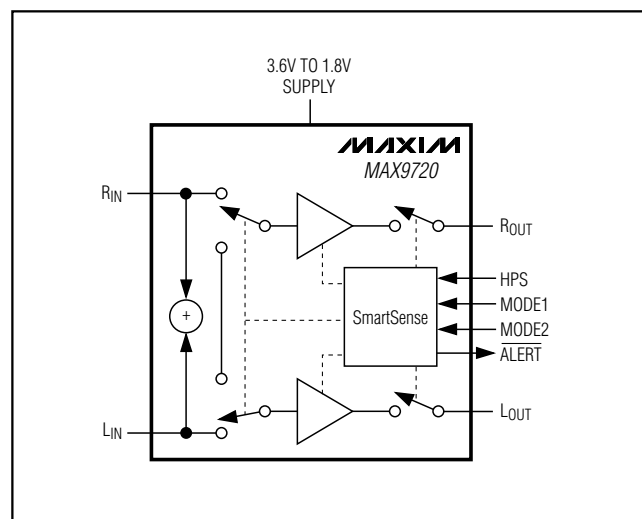 3.6V TO 1.8V
SUPPLY
MAXIM
MAX9720
RIN
ROUT
+
SmartSense
HPS
MODE1
MODE2
ALERT
LIN
LOUT